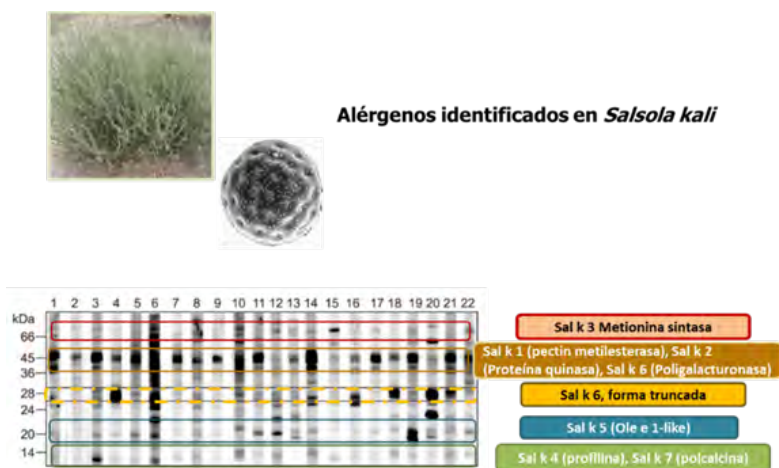 Alérgenos identificados en Salsola kali
1 2 3 4 5 6 7 8 9 10 11 12 13 14 15 16 17 18 19 20 21 22
kDa
66
45
36
28
24
20
14
Sal k 3 Metionina sintasa
Sal k 1 (pectin metilesterasa), Sal k 2
(Proteína quinasa), Sal k 6 (Poligalacturonasa)
Sal k 6, forma truncada
Sal k 5 (Ole e 1-like)
Sal k 4 (profilina), Sal k 7 (polcalcina)